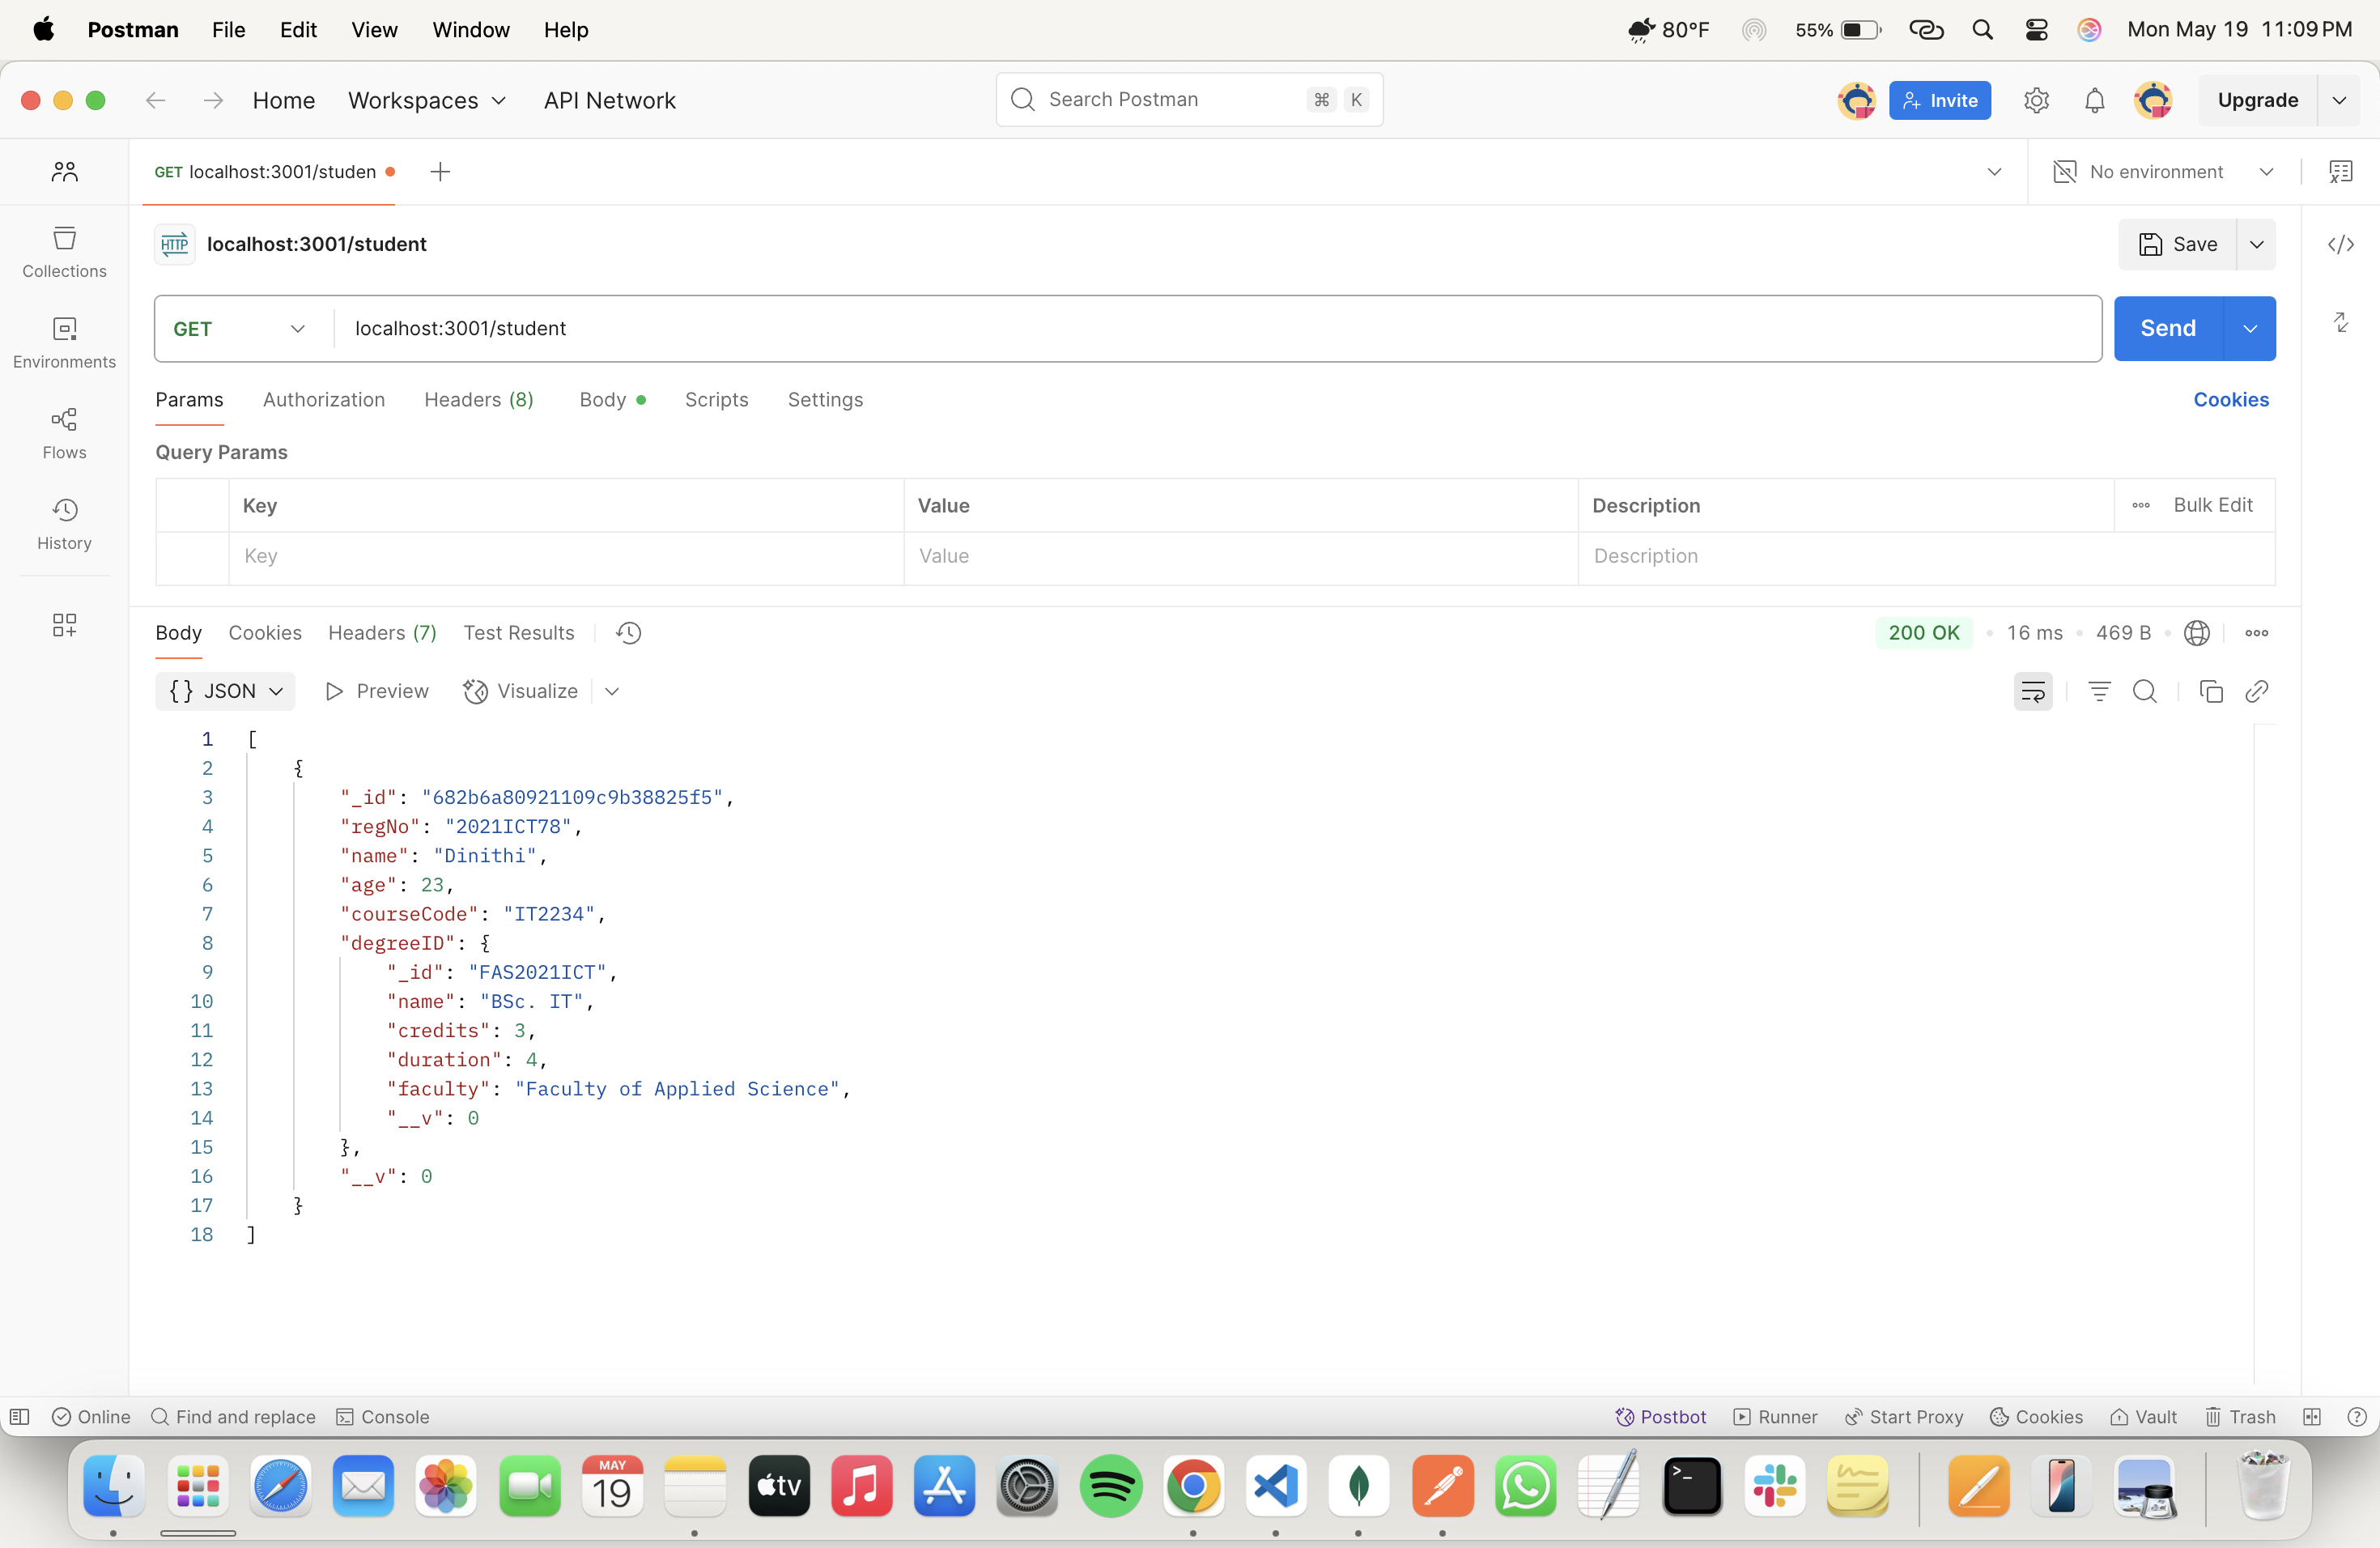 Postman File Edit View Window Help 80°F 55% Mon May 19 11:09 PM
Home Workspaces API Network Search Postman ⌘ K Invite Upgrade
GET localhost:3001/studen No environment
HTTP localhost:3001/student Save
Collections
GET localhost:3001/student Send
Environments
Params Authorization Headers (8) Body Scripts Settings Cookies
Flows
Query Params
Key Value Description Bulk Edit
History
Key Value Description
Body Cookies Headers (7) Test Results 200 OK 16 ms 469 B
{} JSON Preview Visualize
1 [
2 {
3 "_id": "682b6a80921109c9b38825f5",
4 "regNo": "2021ICT78",
5 "name": "Dinithi",
6 "age": 23,
7 "courseCode": "IT2234",
8 "degreeID": {
9 "_id": "FAS2021ICT",
10 "name": "BSc. IT",
11 "credits": 3,
12 "duration": 4,
13 "faculty": "Faculty of Applied Science",
14 "__v": 0
15 },
16 "__v": 0
17 }
18 ]
Online Find and replace Console Postbot Runner Start Proxy Cookies Vault Trash
MAY
19
tv